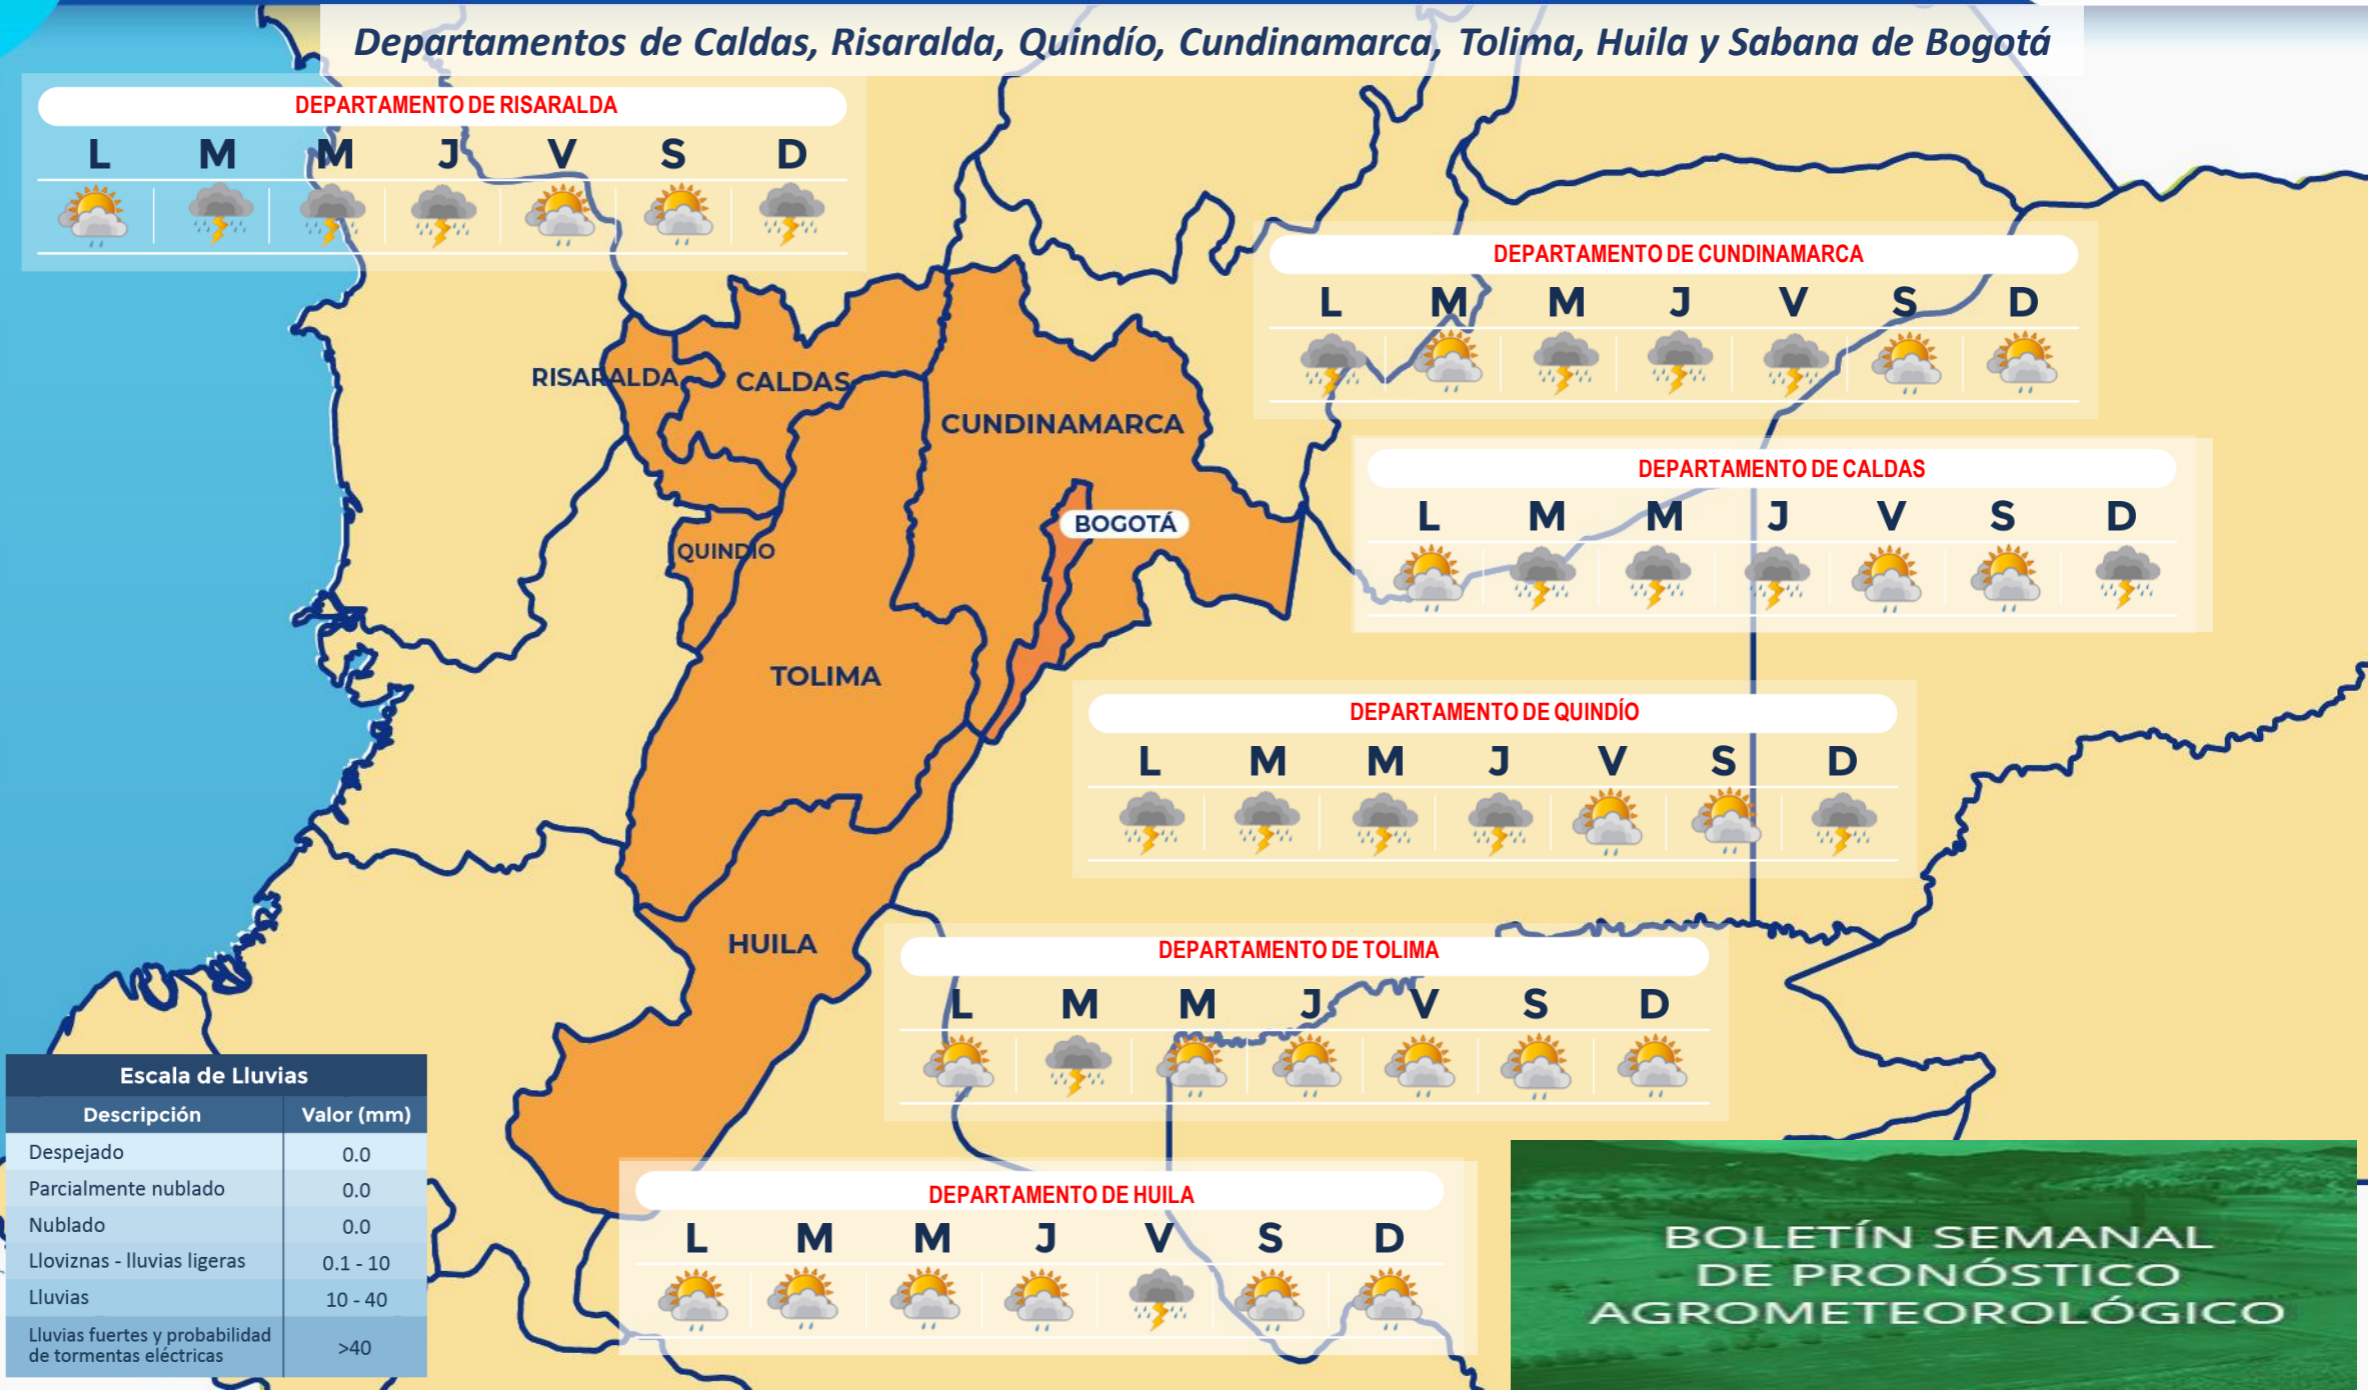 Departamentos de Caldas, Risaralda, Quindío, Cundinamarca, Tolima, Huila y Sabana de Bogotá
DEPARTAMENTO DE RISARALDA
L M M J V S D
DEPARTAMENTO DE CUNDINAMARCA
L M M J V S D
RISARALDA
CALDAS
CUNDINAMARCA
DEPARTAMENTO DE CALDAS
L M M J V S D
BOGOTÁ
QUINDIO
TOLIMA
DEPARTAMENTO DE QUINDÍO
L M M J V S D
HUILA
DEPARTAMENTO DE TOLIMA
L M M J V S D
Escala de Lluvias
Descripción Valor (mm)
Despejado 0.0
Parcialmente nublado 0.0
Nublado 0.0
Lloviznas - lluvias ligeras 0.1 - 10
Lluvias 10 - 40
Lluvias fuertes y probabilidad
de tormentas eléctricas >40
DEPARTAMENTO DE HUILA
L M M J V S D
BOLETÍN SEMANAL
DE PRONÓSTICO
AGROMETEOROLÓGICO